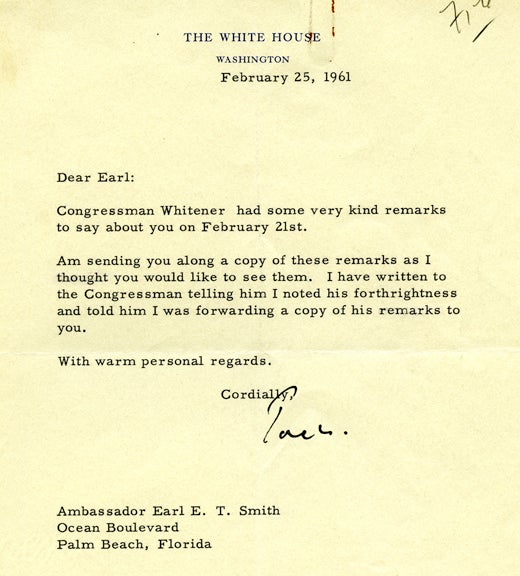 File
THE WHITE HOUSE
WASHINGTON
February 25, 1961
Dear Earl:
Congressman Whitener had some very kind remarks
to say about you on February 21st.
Am sending you along a copy of these remarks as I
thought you would like to see them. I have written to
the Congressman telling him I noted his forthrightness
and told him I was forwarding a copy of his remarks to
you.
With warm personal regards.
Cordially,
Jack.
Ambassador Earl E. T. Smith
Ocean Boulevard
Palm Beach, Florida